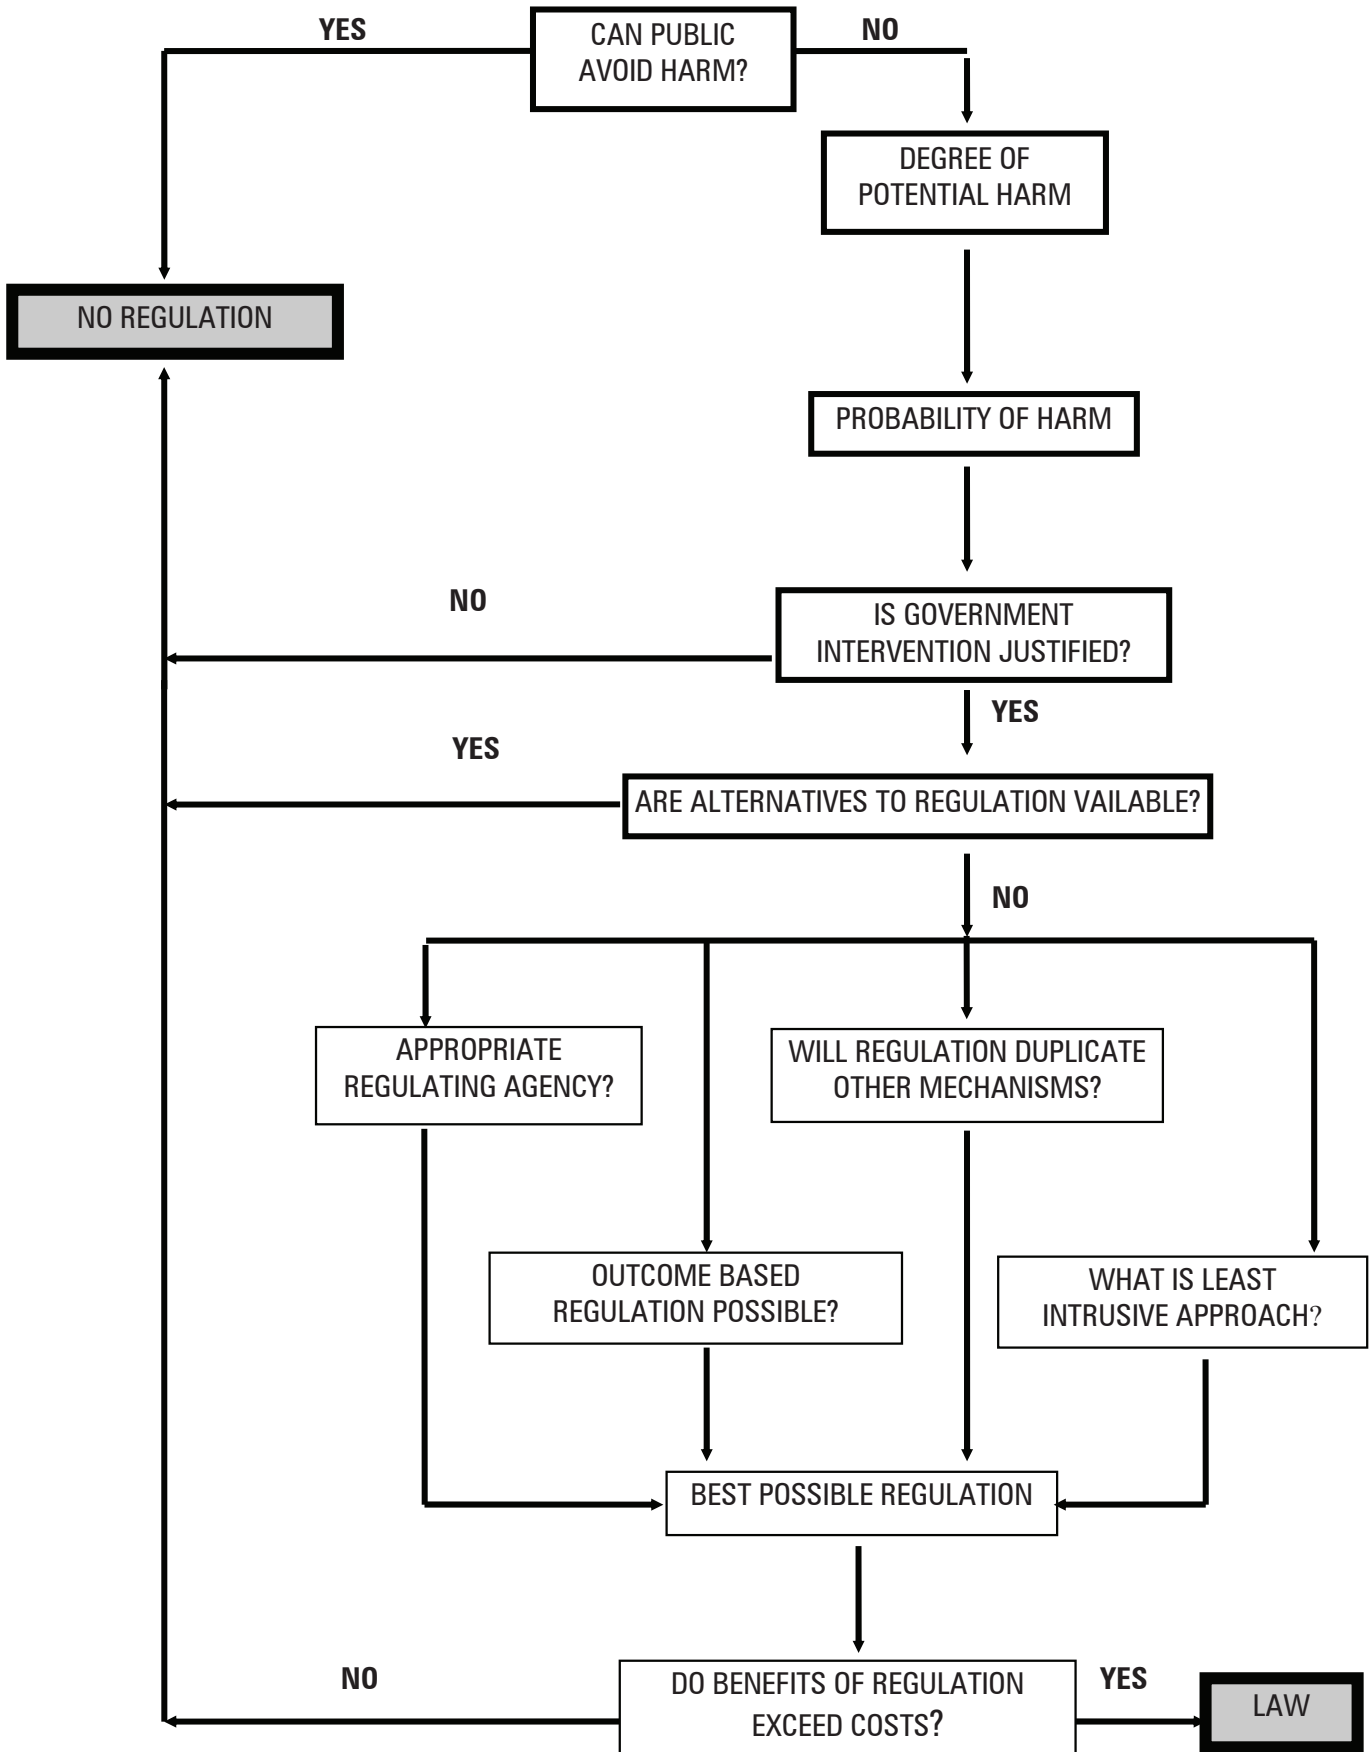 YES
CAN PUBLIC
AVOID HARM?
NO
DEGREE OF
POTENTIAL HARM
NO REGULATION
PROBABILITY OF HARM
NO
IS GOVERNMENT
INTERVENTION JUSTIFIED?
YES
YES
ARE ALTERNATIVES TO REGULATION VAILABLE?
NO
APPROPRIATE
REGULATING AGENCY?
WILL REGULATION DUPLICATE
OTHER MECHANISMS?
OUTCOME BASED
REGULATION POSSIBLE?
WHAT IS LEAST
INTRUSIVE APPROACH?
BEST POSSIBLE REGULATION
NO
DO BENEFITS OF REGULATION
EXCEED COSTS?
YES
LAW